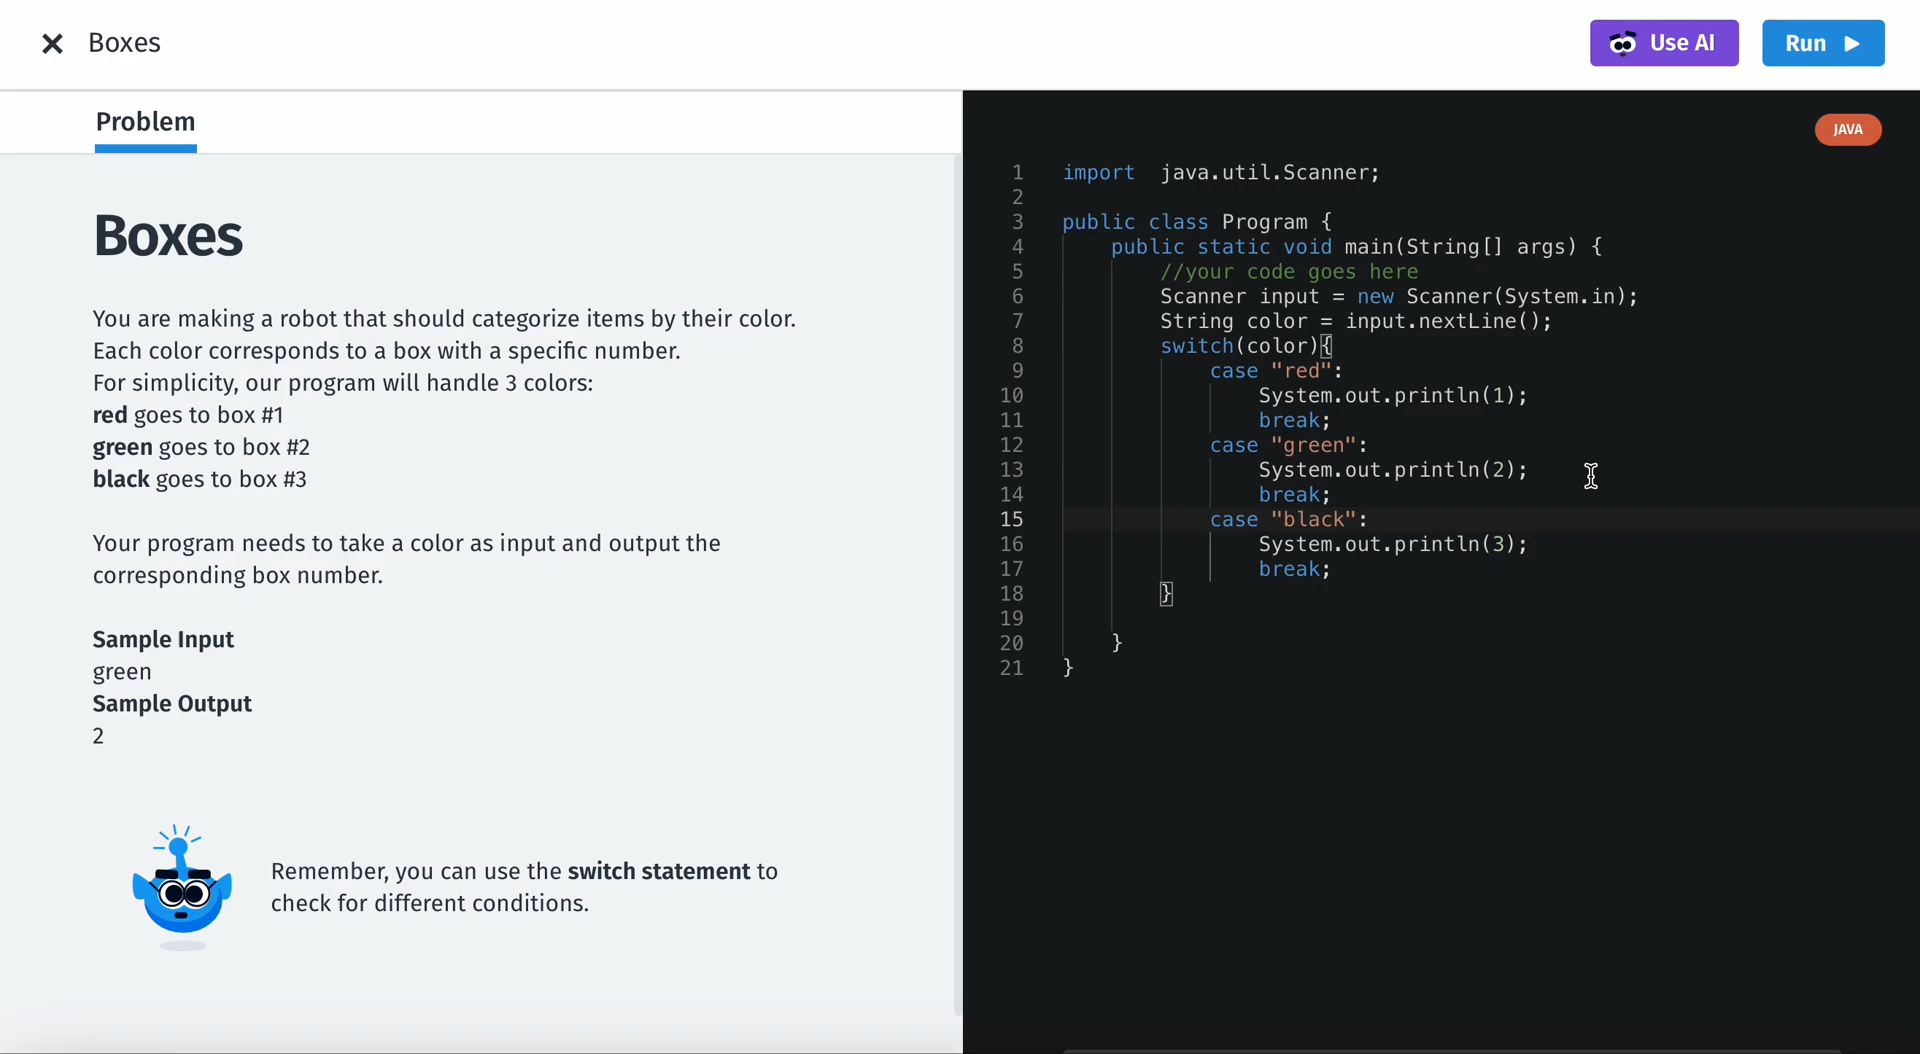 Boxes
Use AI
Run
Problem
Boxes
You are making a robot that should categorize items by their color.
Each color corresponds to a box with a specific number.
For simplicity, our program will handle 3 colors:
red goes to box #1
green goes to box #2
black goes to box #3
Your program needs to take a color as input and output the
corresponding box number.
Sample Input
green
Sample Output
2
Remember, you can use the switch statement to
check for different conditions.
JAVA
1 import  java.util.Scanner;
2
3 public class Program {
4     public static void main(String[] args) {
5         //your code goes here
6         Scanner input = new Scanner(System.in);
7         String color = input.nextLine();
8         switch(color){
9             case "red":
10                 System.out.println(1);
11                 break;
12             case "green":
13                 System.out.println(2);
14                 break;
15             case "black":
16                 System.out.println(3);
17                 break;
18         }
19
20     }
21 }